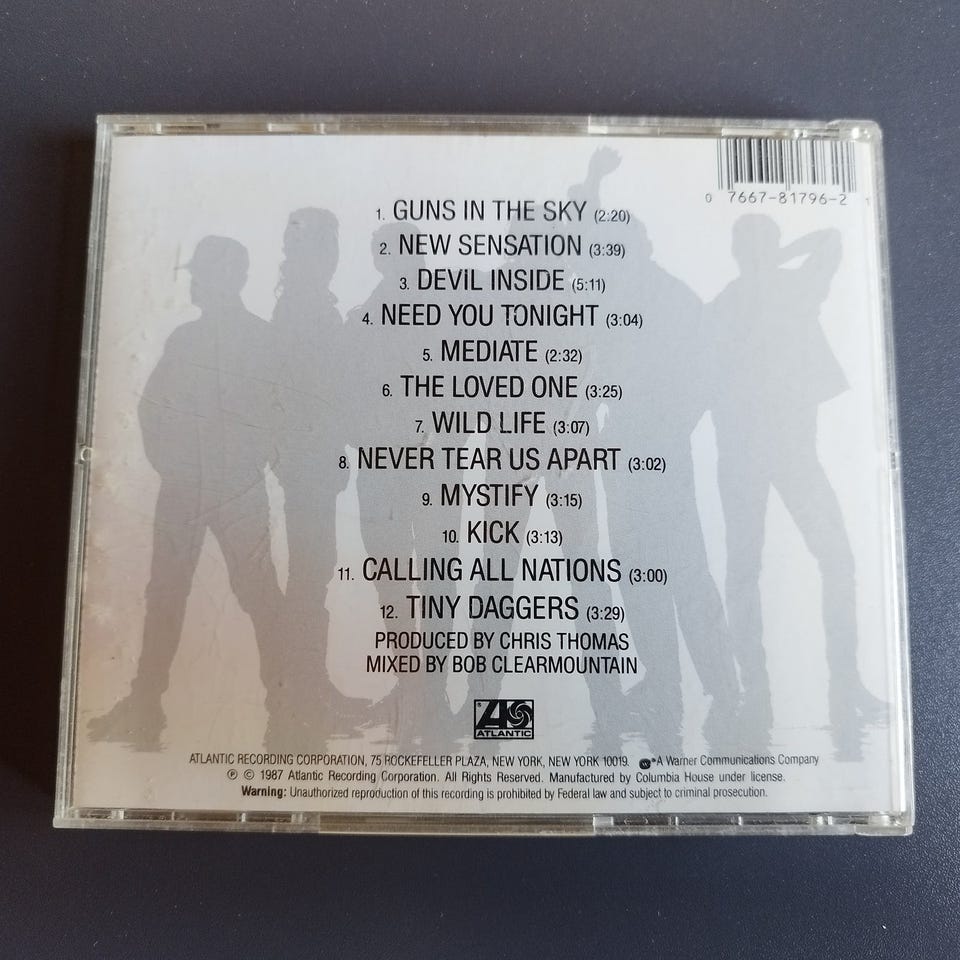 0 7667-81796-2 1
1. GUNS IN THE SKY (2:20)
2. NEW SENSATION (3:39)
3. DEVIL INSIDE (5:11)
4. NEED YOU TONIGHT (3:04)
5. MEDIATE (2:32)
6. THE LOVED ONE (3:25)
7. WILD LIFE (3:07)
8. NEVER TEAR US APART (3:02)
9. MYSTIFY (3:15)
10. KICK (3:13)
11. CALLING ALL NATIONS (3:00)
12. TINY DAGGERS (3:29)
PRODUCED BY CHRIS THOMAS
MIXED BY BOB CLEARMOUNTAIN
ATLANTIC
ATLANTIC RECORDING CORPORATION, 75 ROCKEFELLER PLAZA, NEW YORK, NEW YORK 10019. ®A Warner Communications Company
℗ © 1987 Atlantic Recording Corporation. All Rights Reserved. Manufactured by Columbia House under license.
Warning: Unauthorized reproduction of this recording is prohibited by Federal law and subject to criminal prosecution.